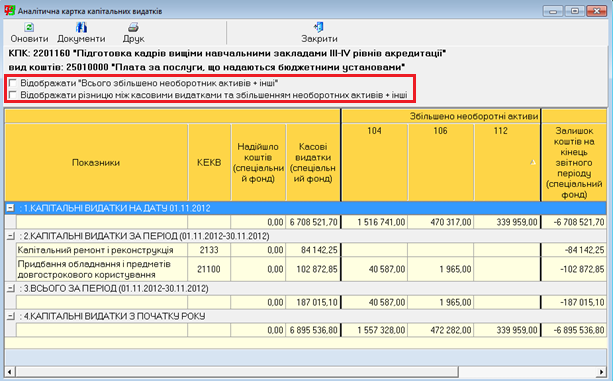 Аналітична картка капітальних видатків
Оновити Документи Друк Закрити
КПК: 2201160 "Підготовка кадрів вищими навчальними закладами III-IV рівнів акредитації"
вид коштів: 25010000 "Плата за послуги, що надаються бюджетними установами"
Відображати "Всього збільшено необоротник активів + інші"
Відображати різницю між касовими видатками та збільшенням необоротних активів + інші
Показники КЕКВ Надійшло коштів (спеціальний фонд) Касові видатки (спеціальний фонд) Збільшено необоротні активи Залишок коштів на кінець звітного періоду (спеціальний фонд)
104 106 112
: 1.КАПІТАЛЬНІ ВИДАТКИ НА ДАТУ 01.11.2012
0,00 6 708 521,70 1 516 741,00 470 317,00 339 959,00 -6 708 521,70
: 2.КАПІТАЛЬНІ ВИДАТКИ ЗА ПЕРІОД (01.11.2012-30.11.2012)
Капітальний ремонт і реконструкція 2133 0,00 84 142,25 -84 142,25
Придбання обладнання і предметів довгострокового користування 21100 0,00 102 872,85 40 587,00 1 965,00 -102 872,85
: 3.ВСЬОГО ЗА ПЕРІОД (01.11.2012-30.11.2012)
0,00 187 015,10 40 587,00 1 965,00 -187 015,10
: 4.КАПІТАЛЬНІ ВИДАТКИ З ПОЧАТКУ РОКУ
0,00 6 895 536,80 1 557 328,00 472 282,00 339 959,00 -6 895 536,80